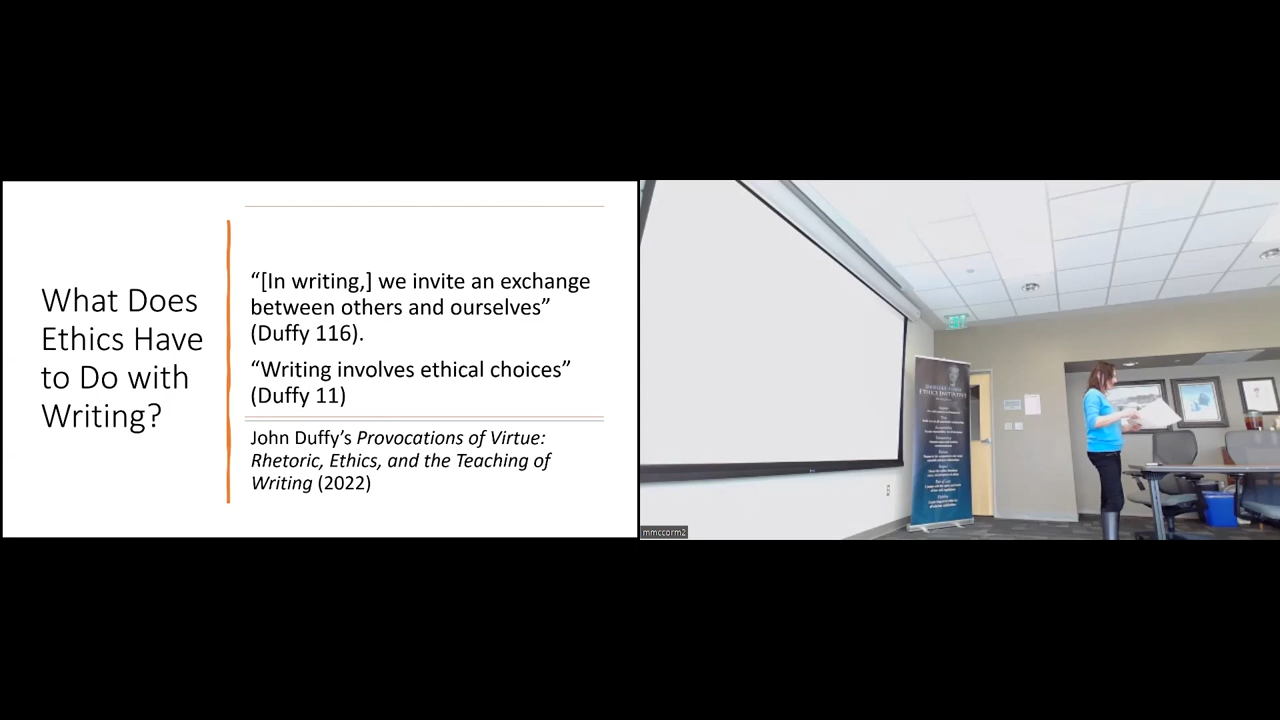 What Does
Ethics Have
to Do with
Writing?
“[In writing,] we invite an exchange
between others and ourselves”
(Duffy 116).
“Writing involves ethical choices”
(Duffy 11)
John Duffy’s Provocations of Virtue:
Rhetoric, Ethics, and the Teaching of
Writing (2022)
ETHICS INITIATIVE
mmccorm2